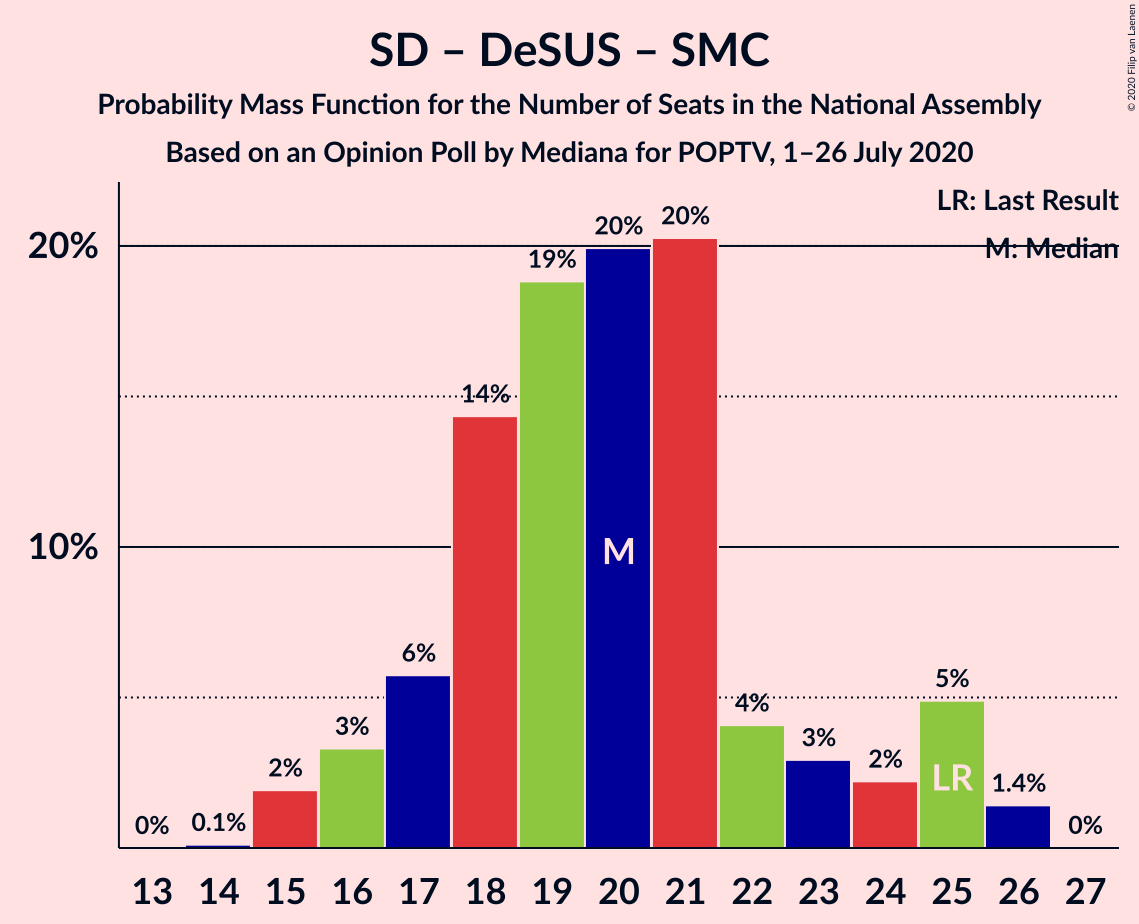 SD – DeSUS – SMC
Probability Mass Function for the Number of Seats in the National Assembly
Based on an Opinion Poll by Mediana for POPTV, 1–26 July 2020
© 2020 Filip van Laenen
LR: Last Result
M: Median
20%
10%
0%
0.1%
2%
3%
6%
14%
19%
20%
20%
4%
3%
2%
5%
1.4%
0%
M
LR
13 14 15 16 17 18 19 20 21 22 23 24 25 26 27